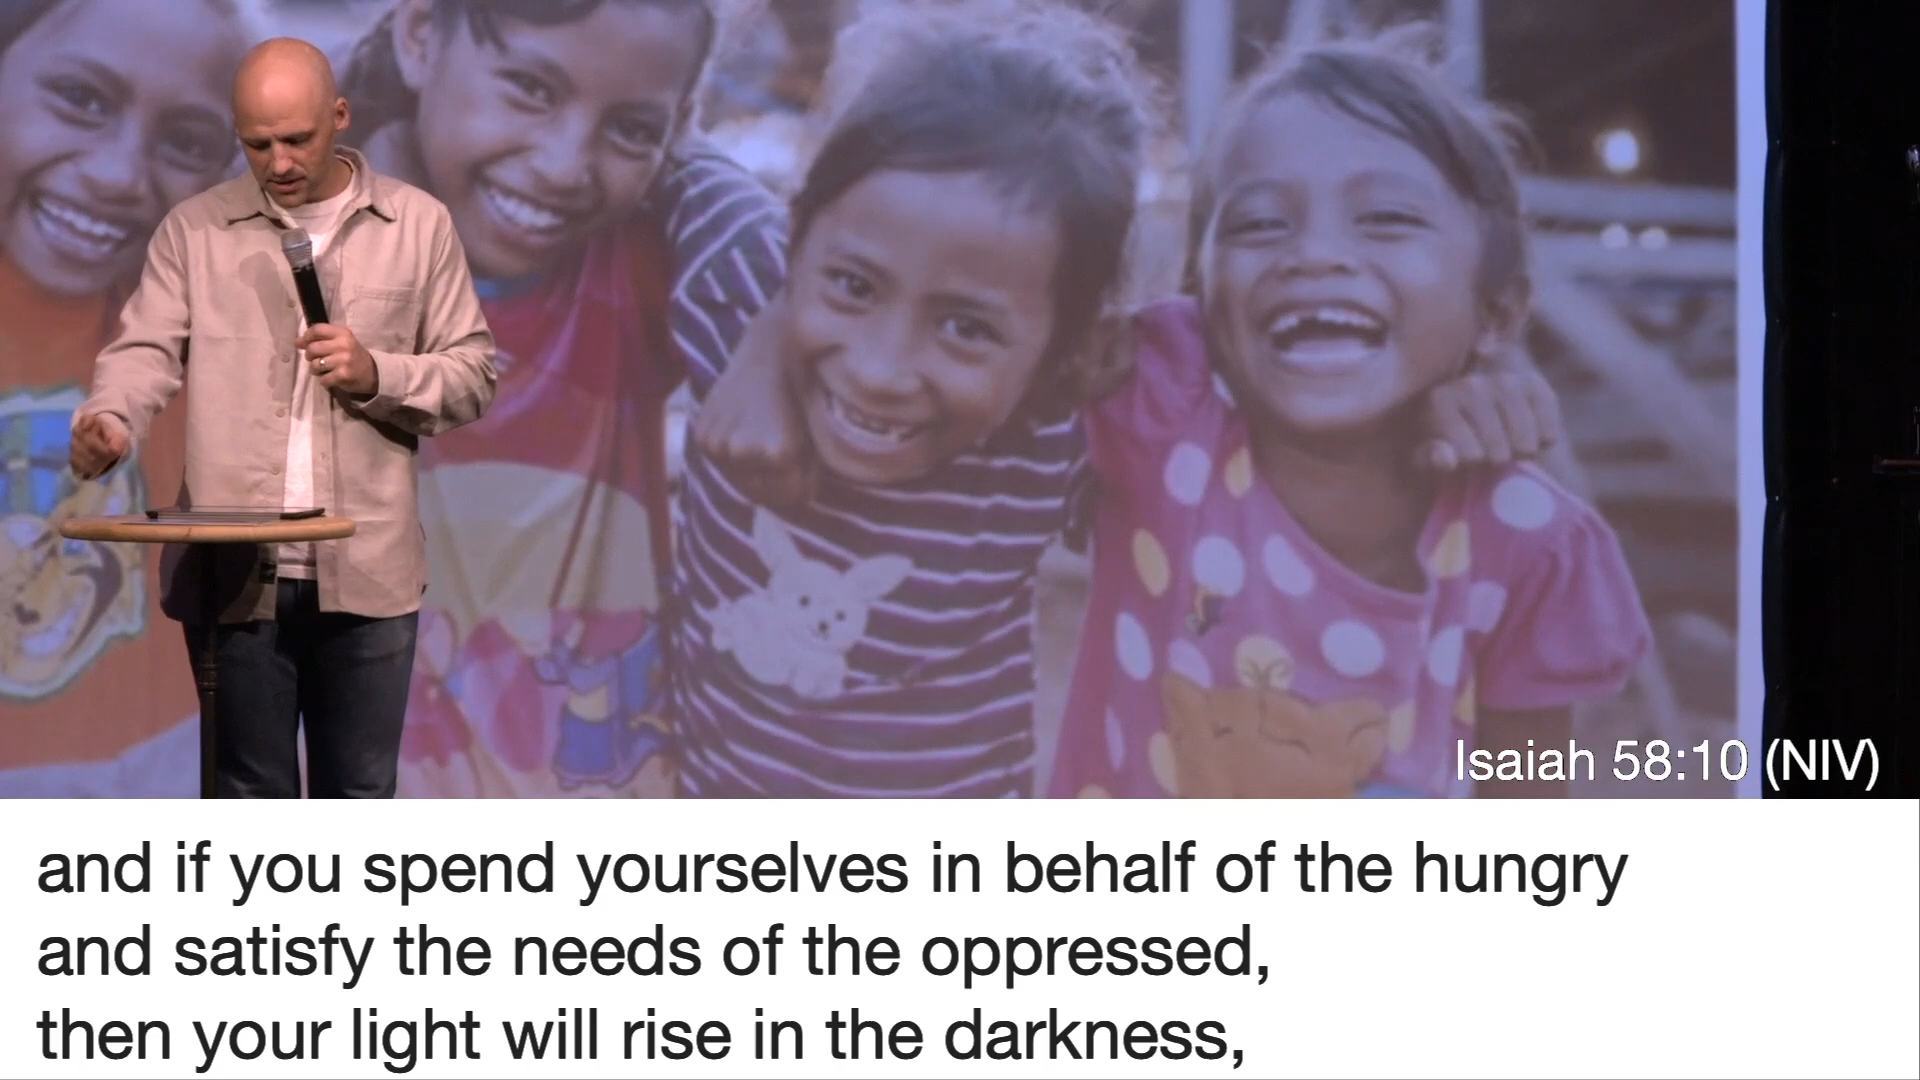 Isaiah 58:10 (NIV)
and if you spend yourselves in behalf of the hungry
and satisfy the needs of the oppressed,
then your light will rise in the darkness,